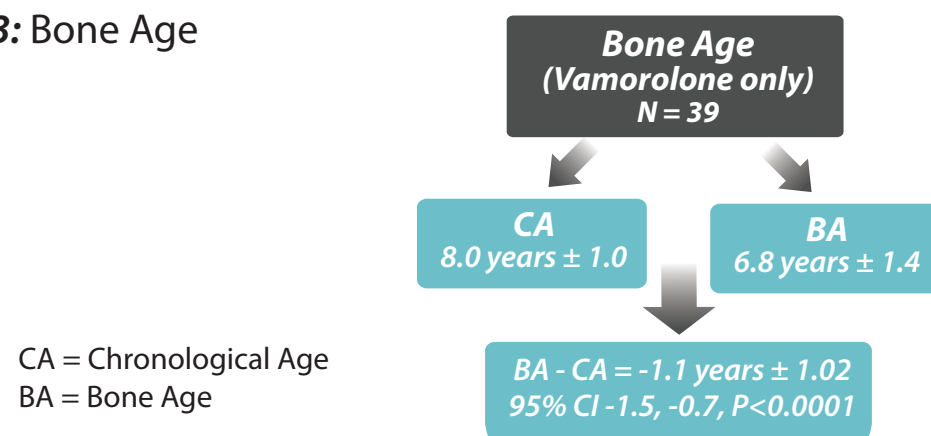 3: Bone Age
Bone Age
(Vamorolone only)
N = 39
CA
8.0 years ± 1.0
BA
6.8 years ± 1.4
CA = Chronological Age
BA = Bone Age
BA - CA = -1.1 years ± 1.02
95% CI -1.5, -0.7, P<0.0001